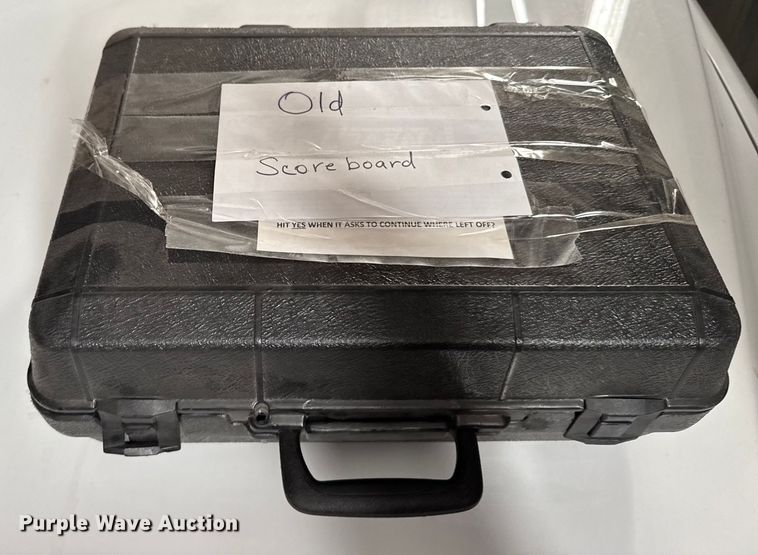 Old
Scoreboard
HIT YES WHEN IT ASKS TO CONTINUE WHERE LEFT OFF?
Purple Wave Auction